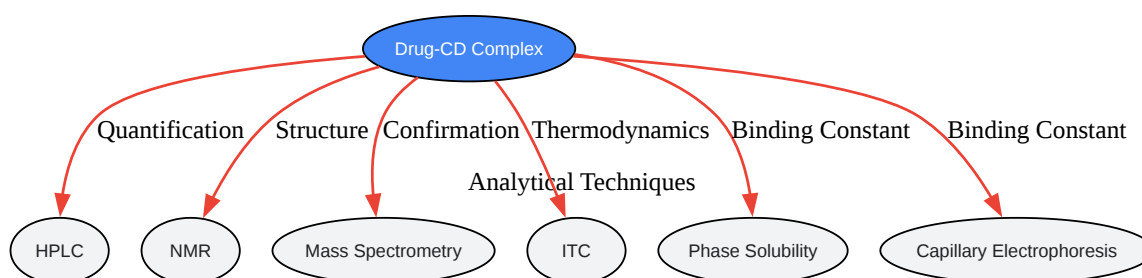 Drug-CD Complex
Quantification
Structure
Confirmation
Thermodynamics
Binding Constant
Binding Constant
Analytical Techniques
HPLC
NMR
Mass Spectrometry
ITC
Phase Solubility
Capillary Electrophoresis